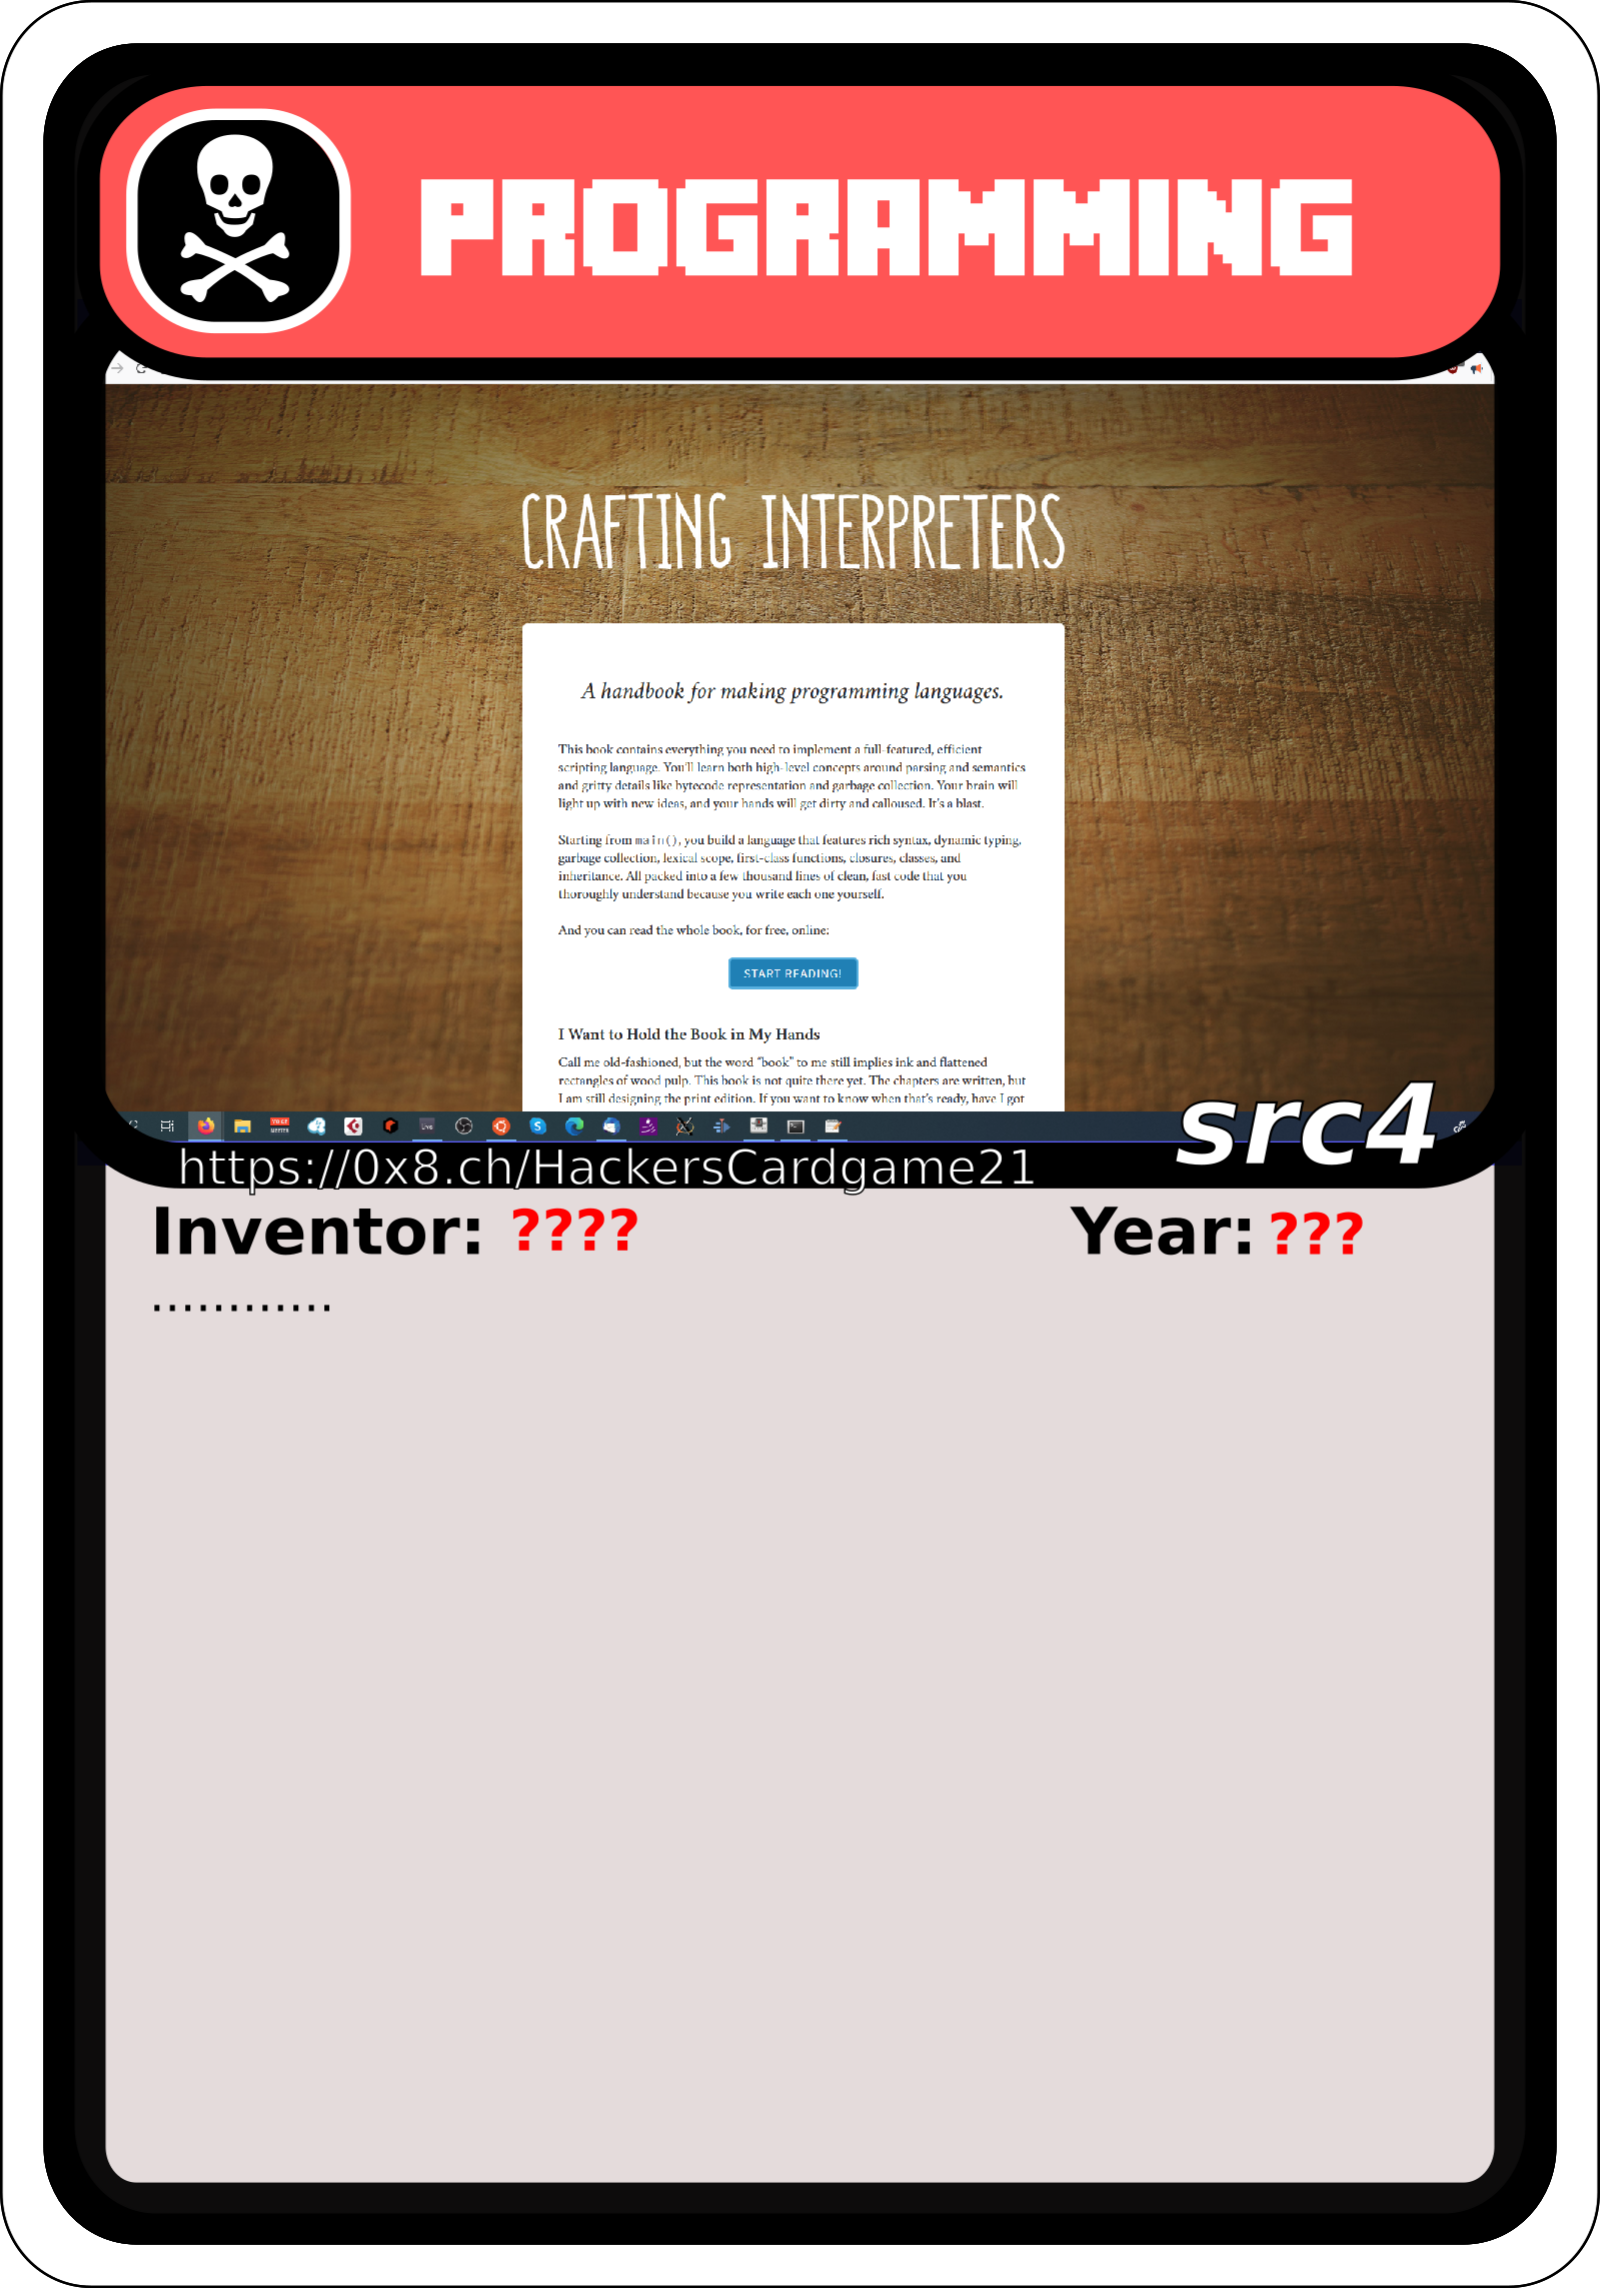 PROGRAMMING
CRAFTING INTERPRETERS
A handbook for making programming languages.
This book contains everything you need to implement a full-featured, efficient
scripting language. You'll learn both high-level concepts around parsing and semantics
and gritty details like bytecode representation and garbage collection. Your brain will
light up with new ideas, and your hands will get dirty and calloused. It's a blast.
Starting from main(), you build a language that features rich syntax, dynamic typing,
garbage collection, lexical scope, first-class functions, closures, classes, and
inheritance. All packed into a few thousand lines of clean, fast code that you
thoroughly understand because you write each one yourself.
And you can read the whole book, for free, online:
START READING!
I Want to Hold the Book in My Hands
Call me old-fashioned, but the word "book" to me still implies ink and flattened
rectangles of wood pulp. This book is not quite there yet. The chapters are written, but
I am still designing the print edition. If you want to know when that's ready, have I got
src4
https://0x8.ch/HackersCardgame21
Inventor: ????
Year: ???
............